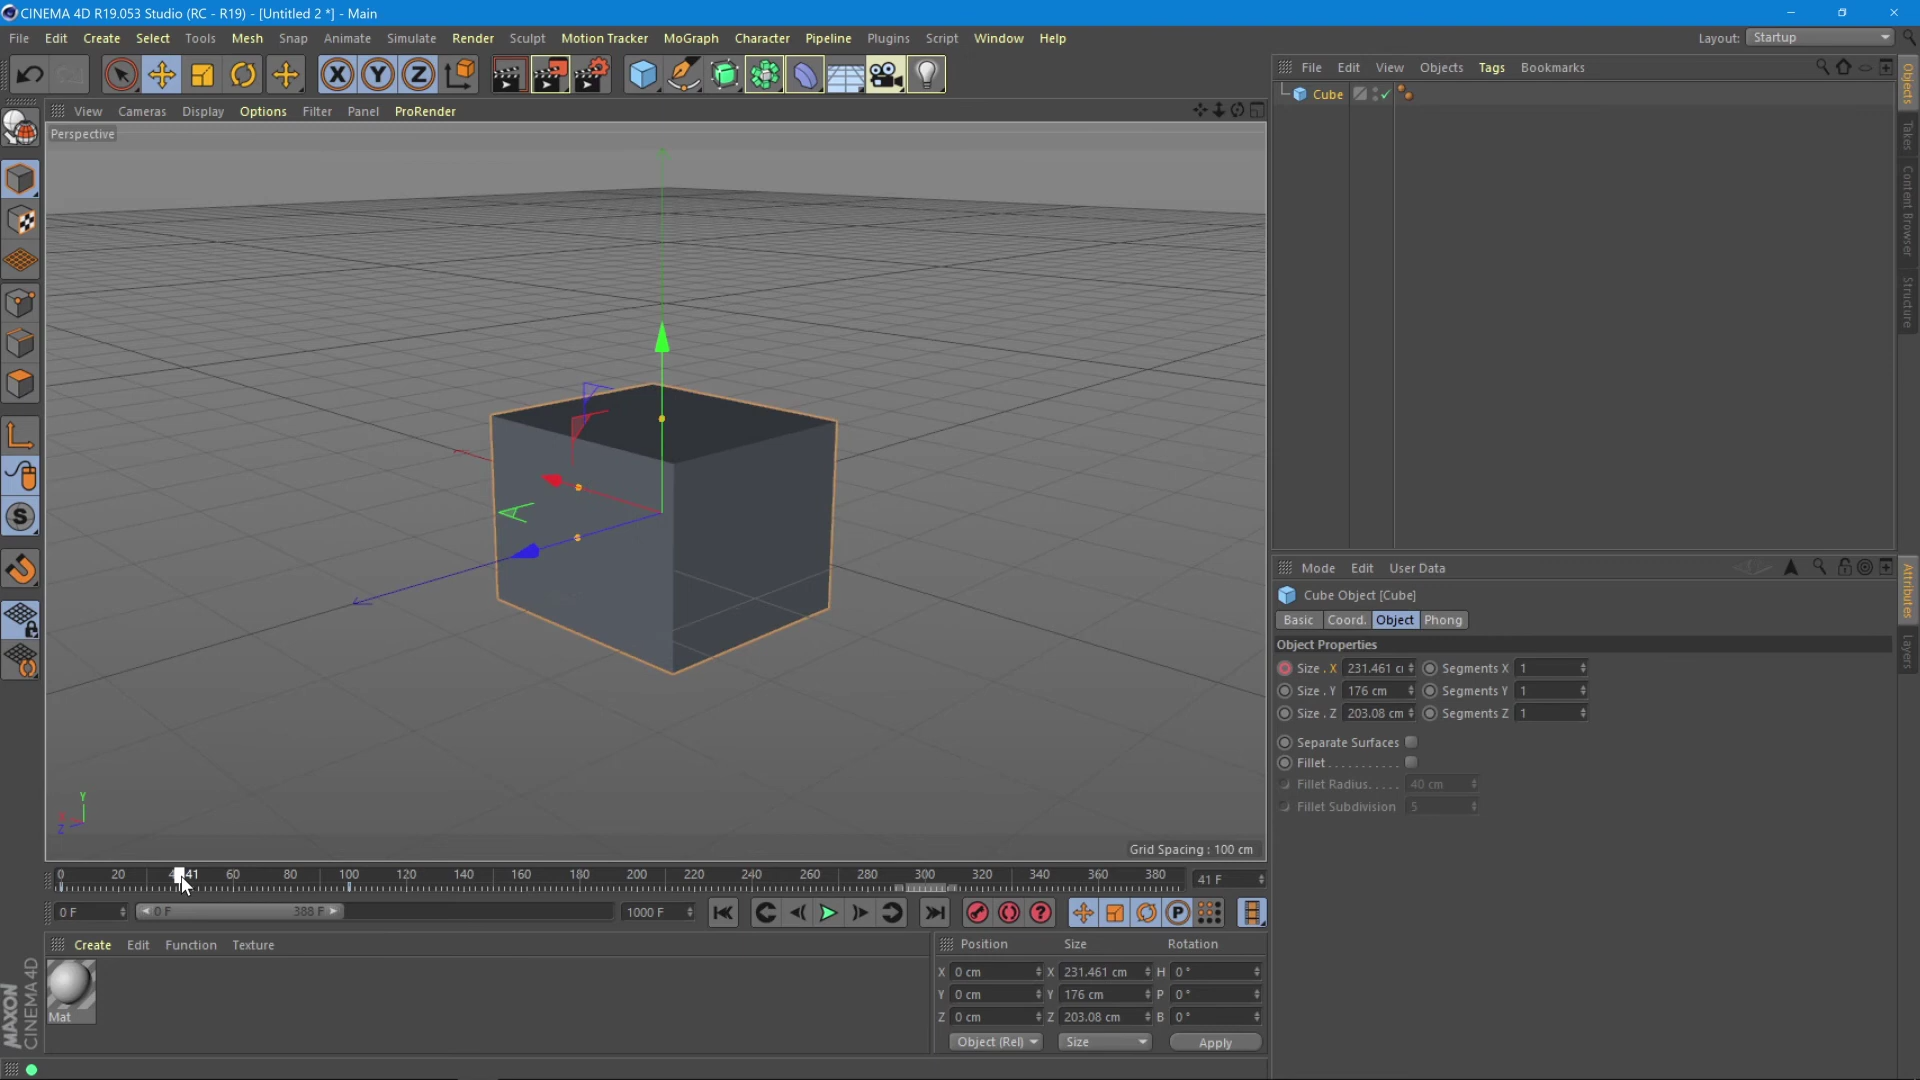 CINEMA 4D R19.053 Studio (RC - R19) - [Untitled 2 *] - Main
File Edit Create Select Tools Mesh Snap Animate Simulate Render Sculpt Motion Tracker MoGraph Character Pipeline Plugins Script Window Help Layout: Startup
X Y Z
File Edit View Objects Tags Bookmarks
Cube
View Cameras Display Options Filter Panel ProRender
Perspective
Objects
Takes
Content Browser
Structure
Mode Edit User Data
Cube Object [Cube]
Basic Coord. Object Phong
Object Properties
Size . X 231.461 Segments X 1
Size . Y 176 cm Segments Y 1
Size . Z 203.08 cm Segments Z 1
Separate Surfaces
Fillet . . . . . . . . . . .
Fillet Radius. . . . . 40 cm
Fillet Subdivision 5
Attributes
Layers
S
Y
Z
Grid Spacing : 100 cm
0 20 41 60 80 100 120 140 160 180 200 220 240 260 280 300 320 340 360 380 41 F
0 F 0 F 388 F 1000 F ? P
Create Edit Function Texture
Mat
Position Size Rotation
X 0 cm X 231.461 cm H 0 °
Y 0 cm Y 176 cm P 0 °
Z 0 cm Z 203.08 cm B 0 °
Object (Rel) Size Apply
MAXON
CINEMA 4D